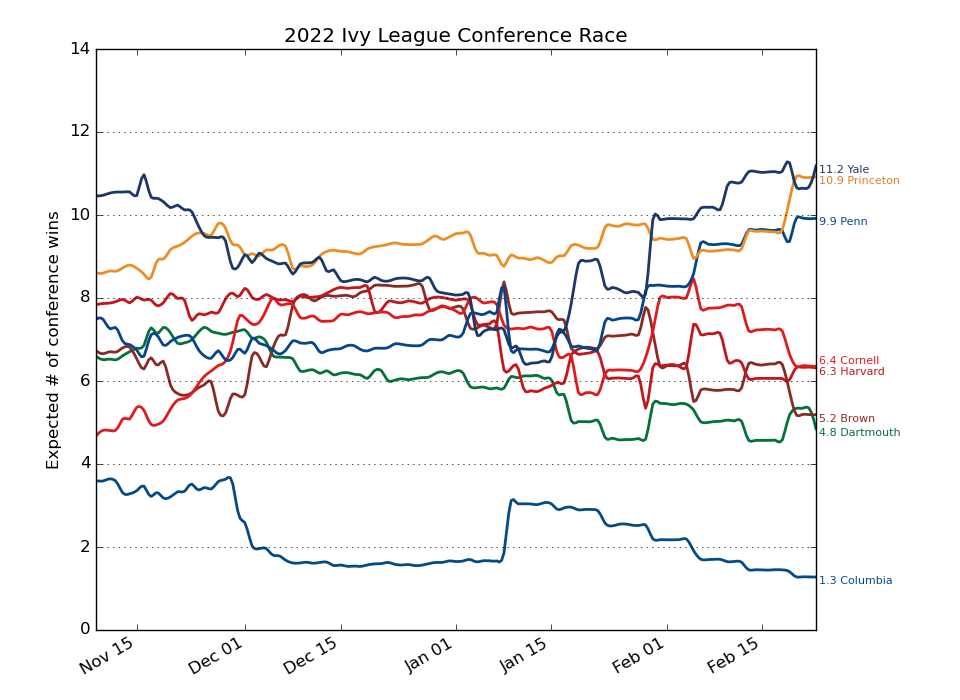 2022 Ivy League Conference Race
Expected # of conference wins
14
12
10
8
6
4
2
0
Nov 15
Dec 01
Dec 15
Jan 01
Jan 15
Feb 01
Feb 15
11.2 Yale
10.9 Princeton
9.9 Penn
6.4 Cornell
6.3 Harvard
5.2 Brown
4.8 Dartmouth
1.3 Columbia